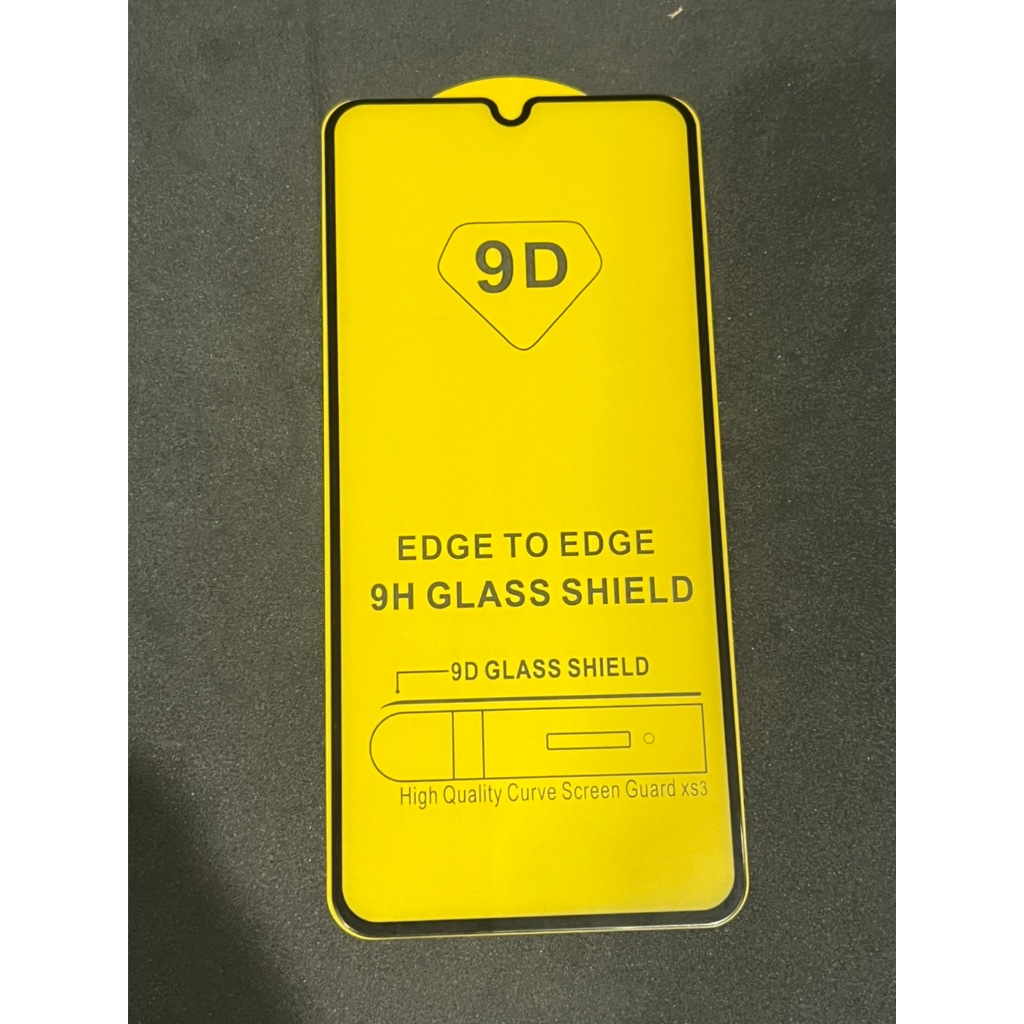 9D
EDGE TO EDGE
9H GLASS SHIELD
9D GLASS SHIELD
High Quality Curve Screen Guard xs3